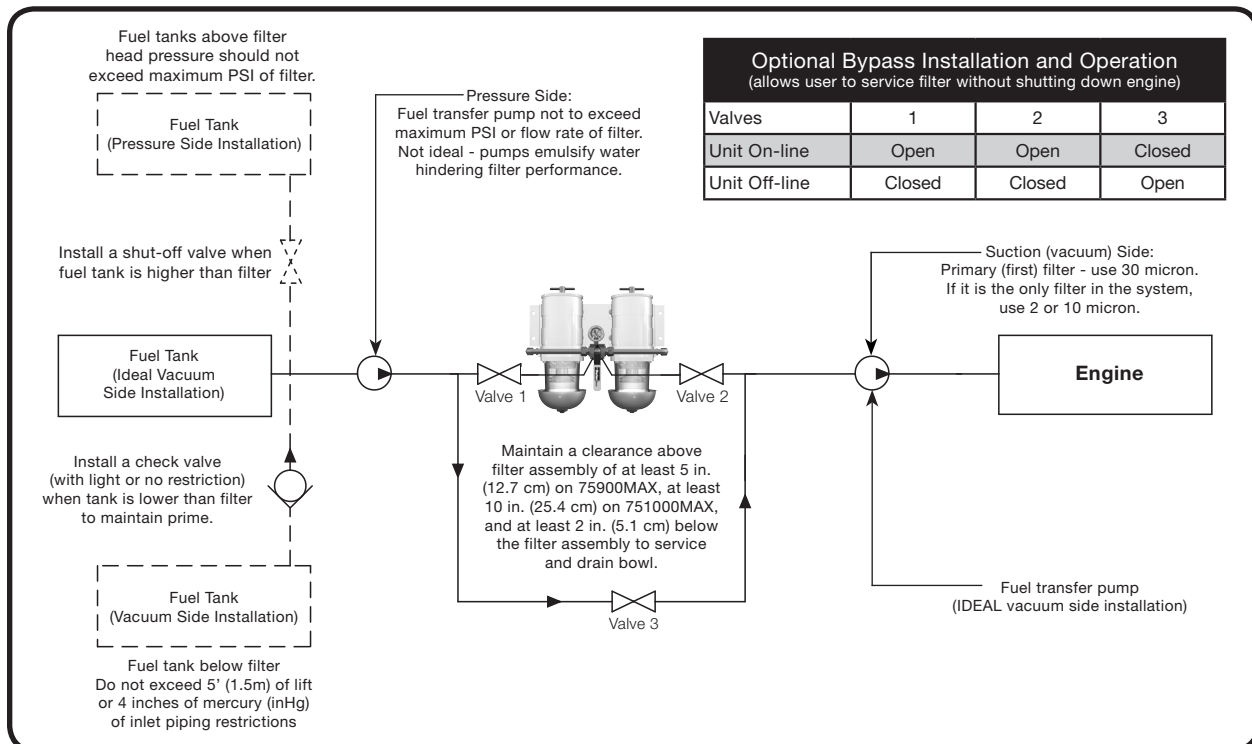 Fuel tanks above filter
head pressure should not
exceed maximum PSI of filter.
Fuel Tank
(Pressure Side Installation)
Install a shut-off valve when
fuel tank is higher than filter
Fuel Tank
(Ideal Vacuum
Side Installation)
Install a check valve
(with light or no restriction)
when tank is lower than filter
to maintain prime.
Fuel Tank
(Vacuum Side Installation)
Fuel tank below filter
Do not exceed 5’ (1.5m) of lift
or 4 inches of mercury (inHg)
of inlet piping restrictions
Pressure Side:
Fuel transfer pump not to exceed
maximum PSI or flow rate of filter.
Not ideal - pumps emulsify water
hindering filter performance.
Optional Bypass Installation and Operation
(allows user to service filter without shutting down engine)
Valves 1 2 3
Unit On-line Open Open Closed
Unit Off-line Closed Closed Open
Valve 1
Valve 2
Maintain a clearance above
filter assembly of at least 5 in.
(12.7 cm) on 75900MAX, at least
10 in. (25.4 cm) on 751000MAX,
and at least 2 in. (5.1 cm) below
the filter assembly to service
and drain bowl.
Valve 3
Suction (vacuum) Side:
Primary (first) filter - use 30 micron.
If it is the only filter in the system,
use 2 or 10 micron.
Engine
Fuel transfer pump
(IDEAL vacuum side installation)